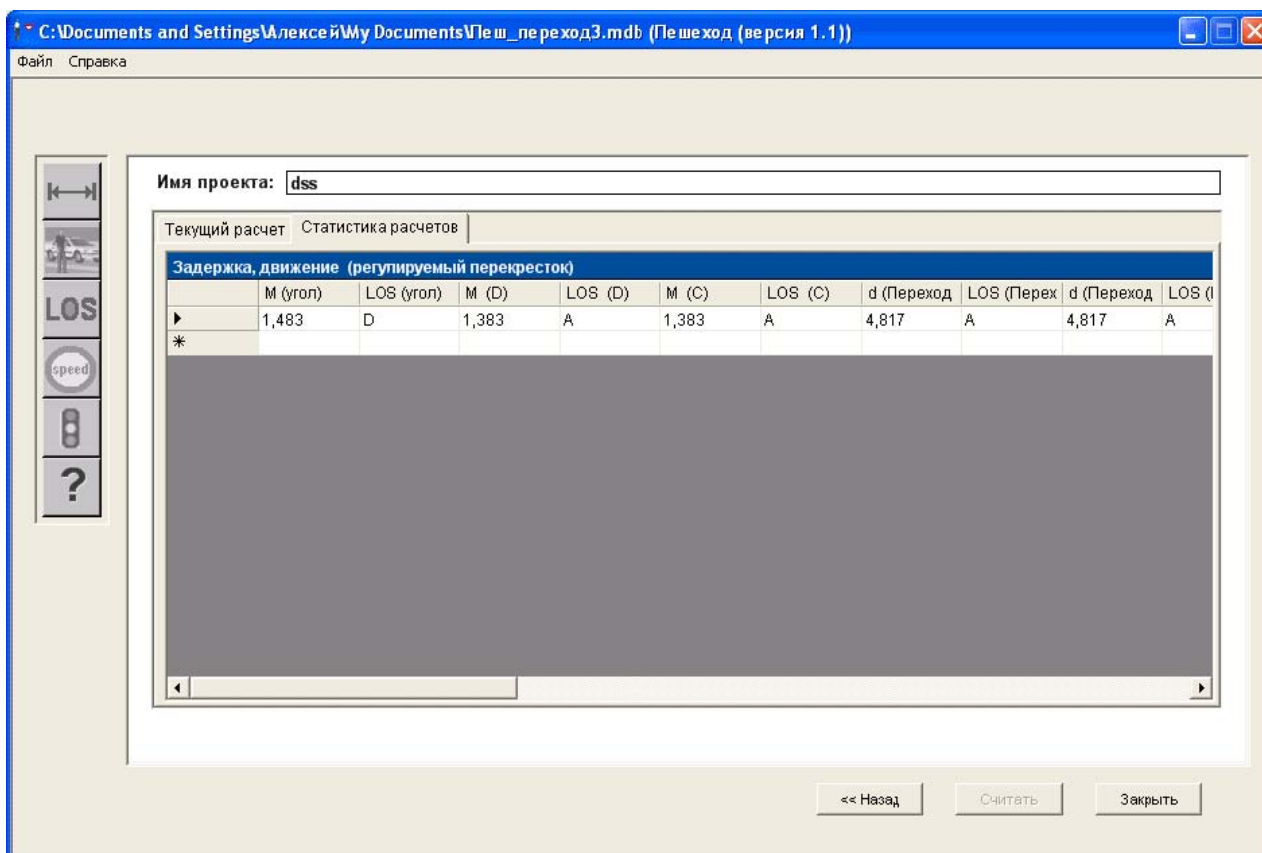 C:\Documents and Settings\Алексей\My Documents\Пеш_переход3.mdb (Пешеход (версия 1.1))
Файл Справка
Имя проекта: dss
LOS
speed
?
Текущий расчет Статистика расчетов
Задержка, движение (регулируемый перекресток)
M (угол) LOS (угол) M (D) LOS (D) M (C) LOS (C) d (Переход LOS (Перех d (Переход LOS (
1,483 D 1,383 A 1,383 A 4,817 A 4,817 A
<< Назад Считать Закрыть